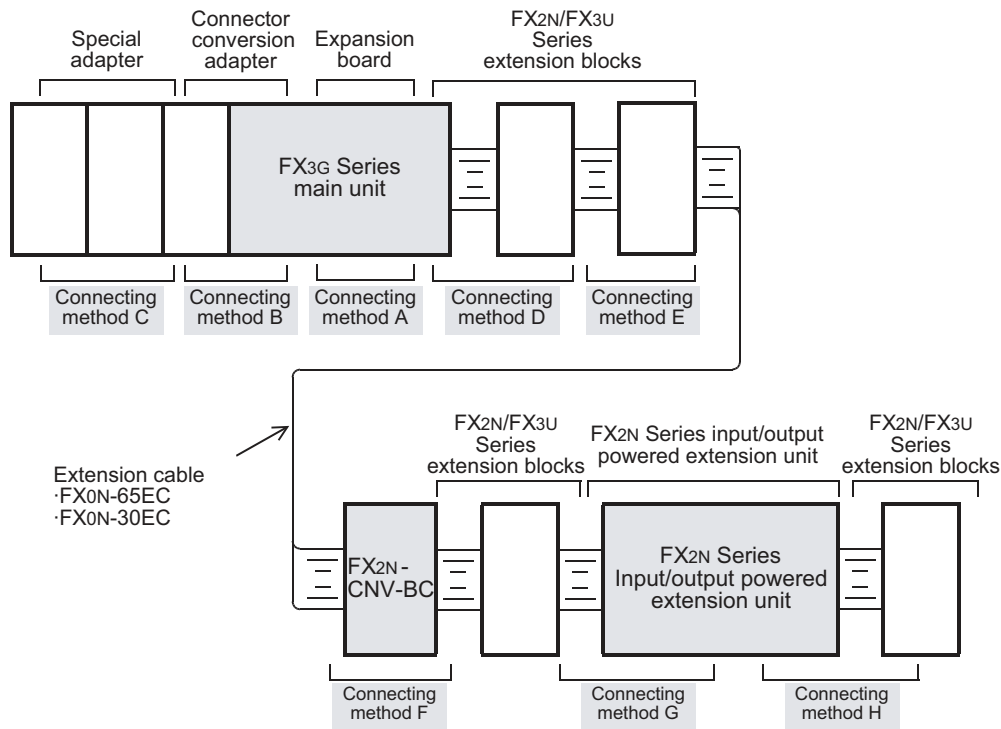 Special
adapter
Connector
conversion
adapter
Expansion
board
FX2N/FX3U
Series
extension blocks
FX3G Series
main unit
Connecting
method C
Connecting
method B
Connecting
method A
Connecting
method D
Connecting
method E
Extension cable
·FX0N-65EC
·FX0N-30EC
FX2N/FX3U
Series
extension blocks
FX2N Series input/output
powered extension unit
FX2N/FX3U
Series
extension blocks
FX2N -
CNV-BC
FX2N Series
Input/output powered
extension unit
Connecting
method F
Connecting
method G
Connecting
method H